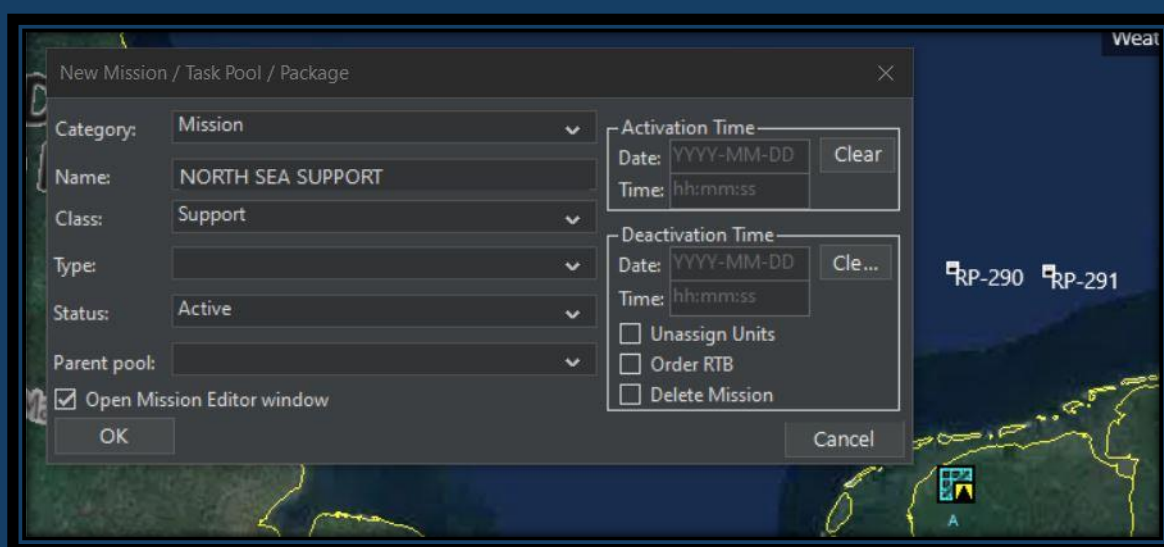 Weat
New Mission / Task Pool / Package
Category:
Mission
Name:
NORTH SEA SUPPORT
Class:
Support
Type:
Status:
Active
Parent pool:
Open Mission Editor window
OK
Activation Time
Date: YYYY-MM-DD Clear
Time: hh:mm:ss
Deactivation Time
Date: YYYY-MM-DD Cle...
Time: hh:mm:ss
Unassign Units
Order RTB
Delete Mission
Cancel
RP-290 RP-291
A